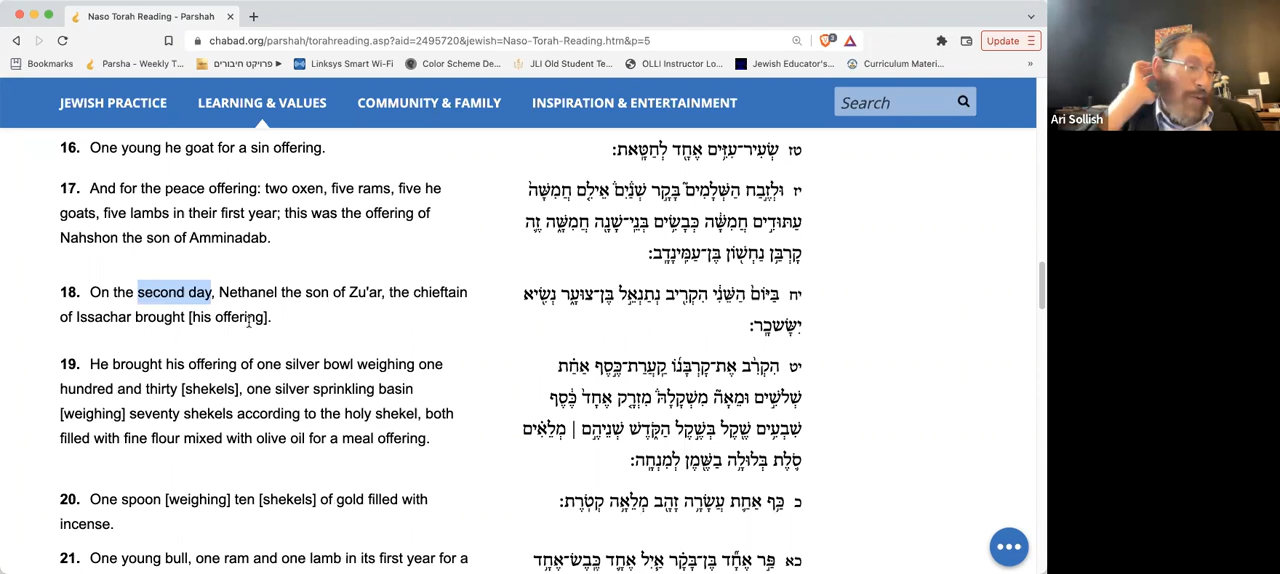 Naso Torah Reading - Parshah
chabad.org/parshah/torahreading.asp?aid=2495720&jewish=Naso-Torah-Reading.htm&p=5
3
Update
Bookmarks Parsha - Weekly T... פרויקט חיבורים Linksys Smart Wi-Fi Color Scheme De... JLI Old Student Te... OLLI Instructor Lo... Jewish Educator's... Curriculum Materi... »
JEWISH PRACTICE LEARNING & VALUES COMMUNITY & FAMILY INSPIRATION & ENTERTAINMENT Search
Ari Sollish
16. One young he goat for a sin offering.
טז שְׂעִיר־עִזִּ֥ים אֶחָ֖ד לְחַטָּֽאת:
17. And for the peace offering: two oxen, five rams, five he
goats, five lambs in their first year; this was the offering of
Nahshon the son of Amminadab.
יז וּלְזֶ֣בַח הַשְּׁלָמִים֘ בָּקָ֣ר שְׁנַ֒יִם֒ אֵילִ֤ם חֲמִשָּׁה֙
עַתּוּדִ֣ים חֲמִשָּׁ֔ה כְּבָשִׂ֥ים בְּנֵי־שָׁנָ֖ה חֲמִשָּׁ֑ה זֶ֛ה
קָרְבַּ֥ן נַחְשׁ֖וֹן בֶּן־עַמִּֽינָדָֽב:
18. On the second day, Nethanel the son of Zu'ar, the chieftain
of Issachar brought [his offering].
יח בַּיּוֹם֙ הַשֵּׁנִ֔י הִקְרִ֖יב נְתַנְאֵ֣ל בֶּן־צוּעָ֑ר נְשִׂ֖יא
יִשָּׂשכָֽר:
19. He brought his offering of one silver bowl weighing one
hundred and thirty [shekels], one silver sprinkling basin
[weighing] seventy shekels according to the holy shekel, both
filled with fine flour mixed with olive oil for a meal offering.
יט הִקְרִ֨ב אֶת־קָרְבָּנ֜וֹ קַֽעֲרַת־כֶּ֣סֶף אַחַ֗ת
שְׁלֹשִׁ֣ים וּמֵאָה֘ מִשְׁקָלָהּ֒ מִזְרָ֤ק אֶחָד֙ כֶּ֔סֶף
שִׁבְעִ֥ים שֶׁ֖קֶל בְּשֶׁ֣קֶל הַקֹּ֑דֶשׁ שְׁנֵיהֶ֣ם | מְלֵאִ֗ים
סֹ֛לֶת בְּלוּלָ֥ה בַשֶּׁ֖מֶן לְמִנְחָֽה:
20. One spoon [weighing] ten [shekels] of gold filled with
incense.
כ כַּ֥ף אַחַ֛ת עֲשָׂרָ֥ה זָהָ֖ב מְלֵאָ֥ה קְטֹֽרֶת:
21. One young bull, one ram and one lamb in its first year for a
כא פַּ֣ר אֶחָ֞ד בֶּן־בָּקָ֗ר אַ֧יִל אֶחָ֛ד כֶּֽבֶשׂ־אֶחָ֥ד